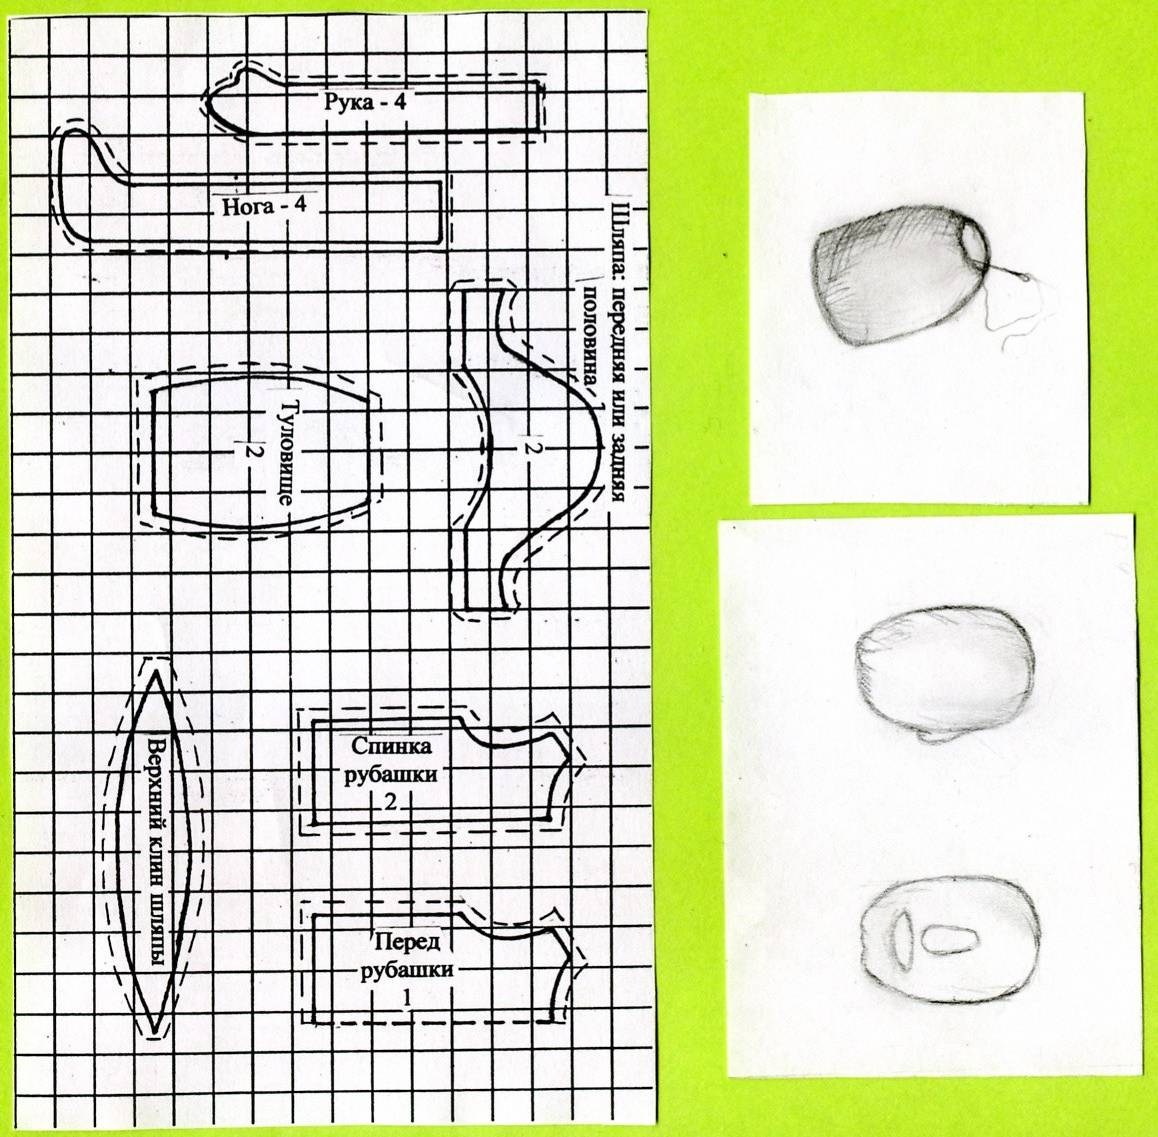 Рука - 4
Нога - 4
Шляпа: передняя или задняя
половина
2
Туловище
2
Верхний клин шляпы
Спинка
рубашки
2
Перед
рубашки
1